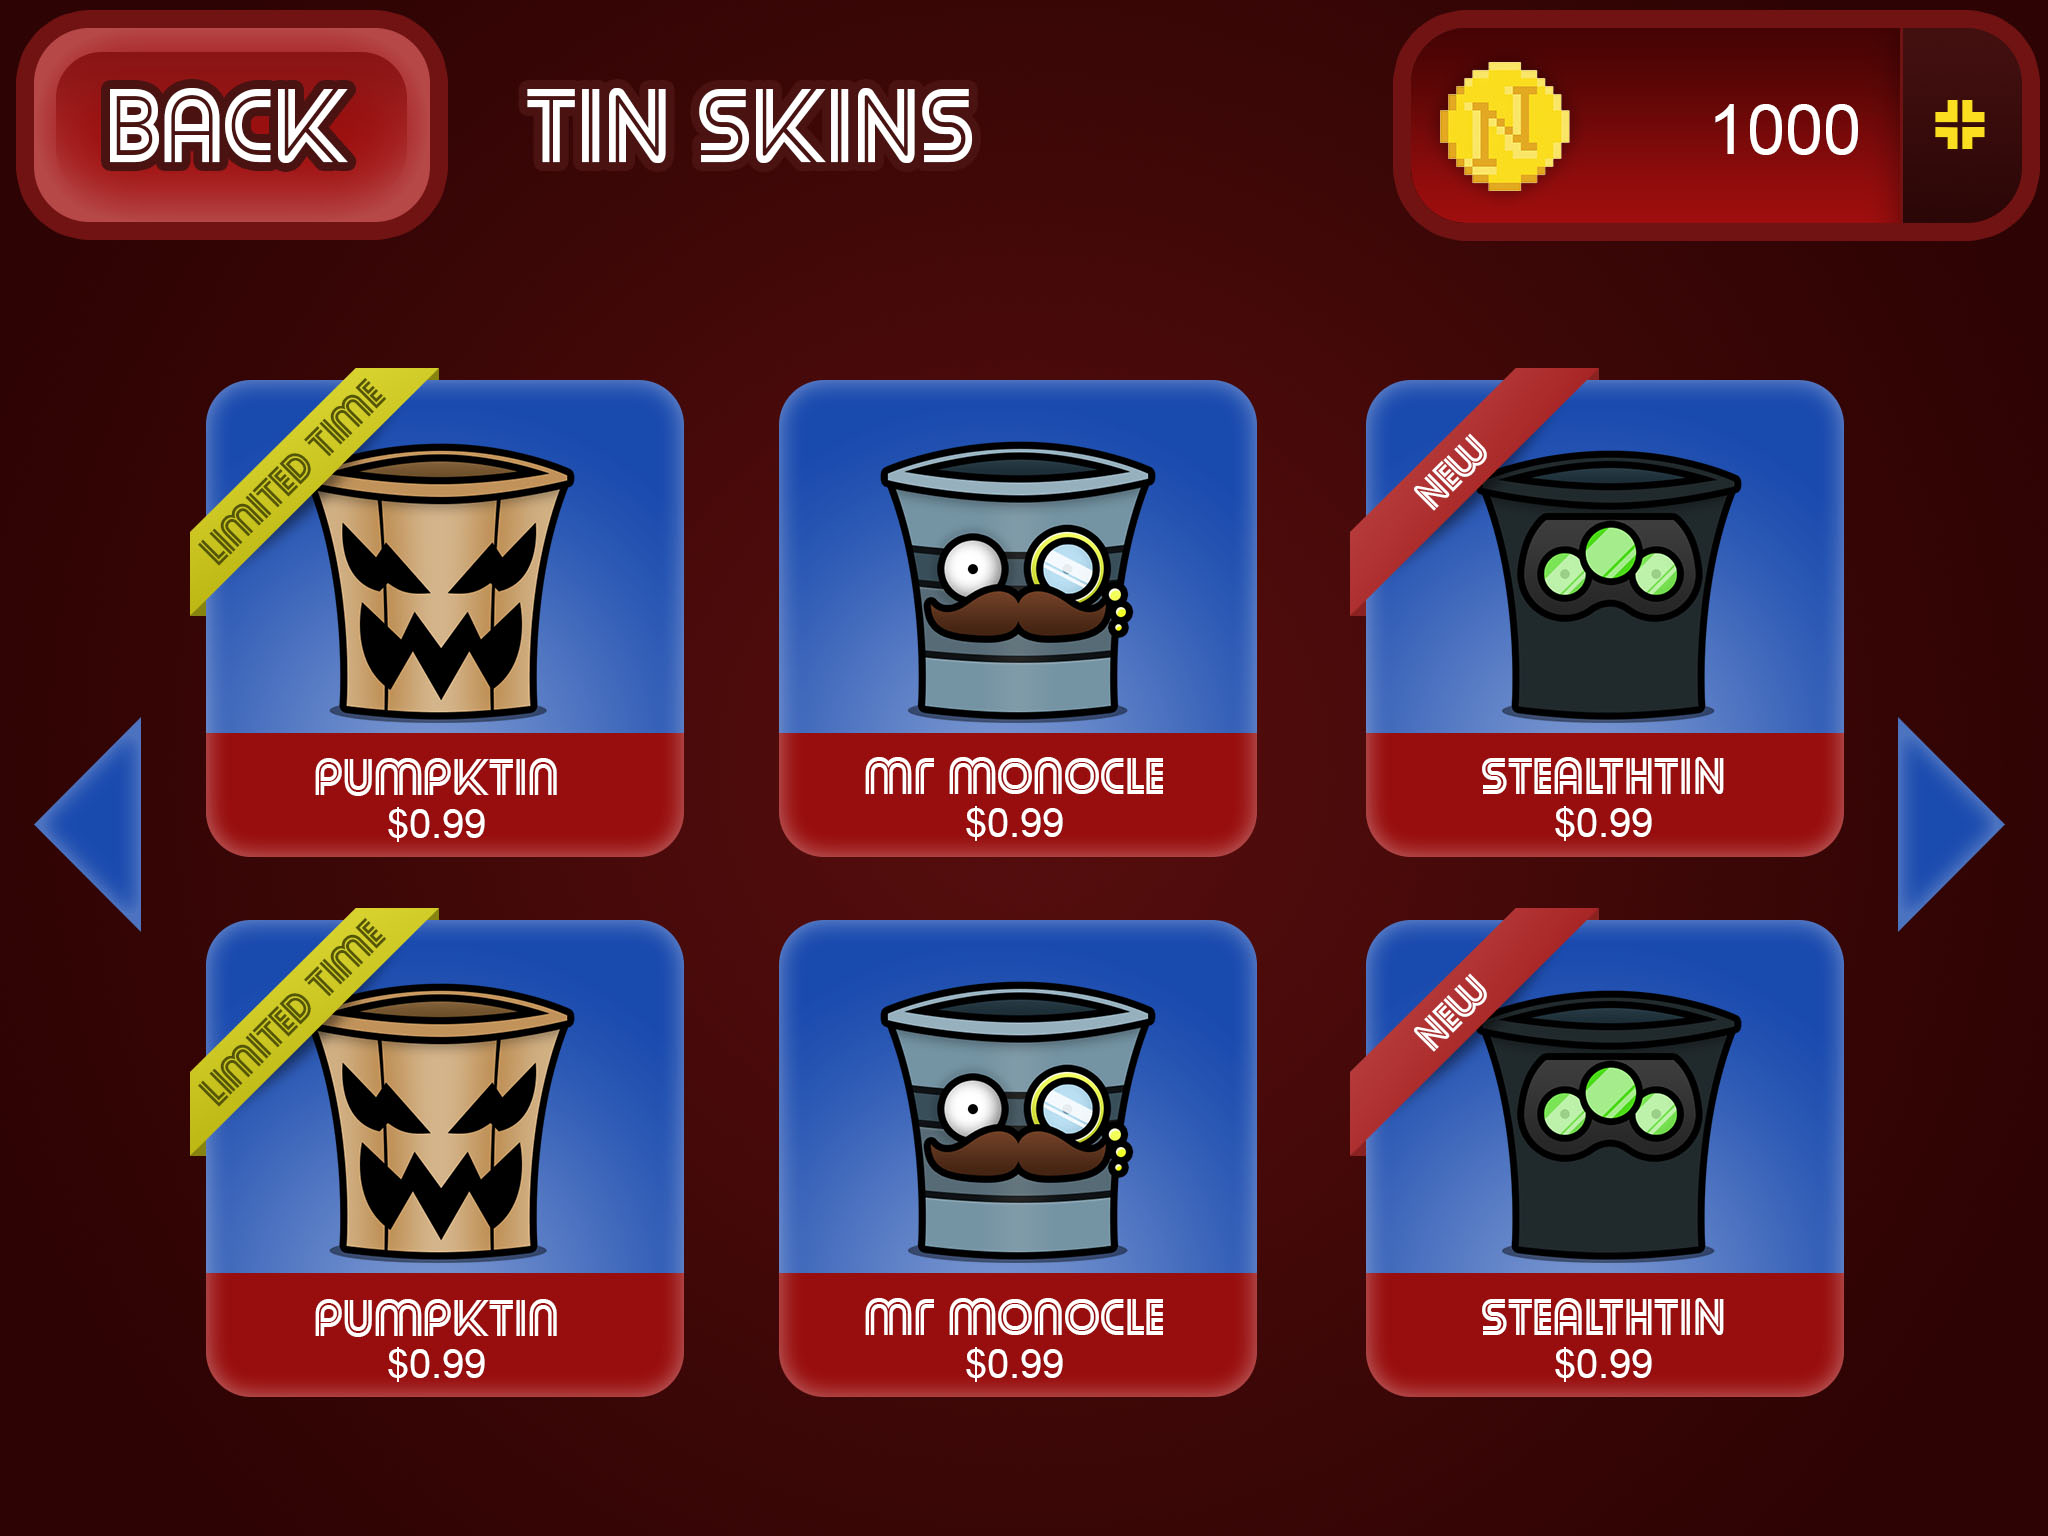 BACK
TIN SKINS
N
1000
LIMITED TIME
NEW
PUMPKTIN
$0.99
MR MONOCLE
$0.99
STEALTHTIN
$0.99
LIMITED TIME
NEW
PUMPKTIN
$0.99
MR MONOCLE
$0.99
STEALTHTIN
$0.99